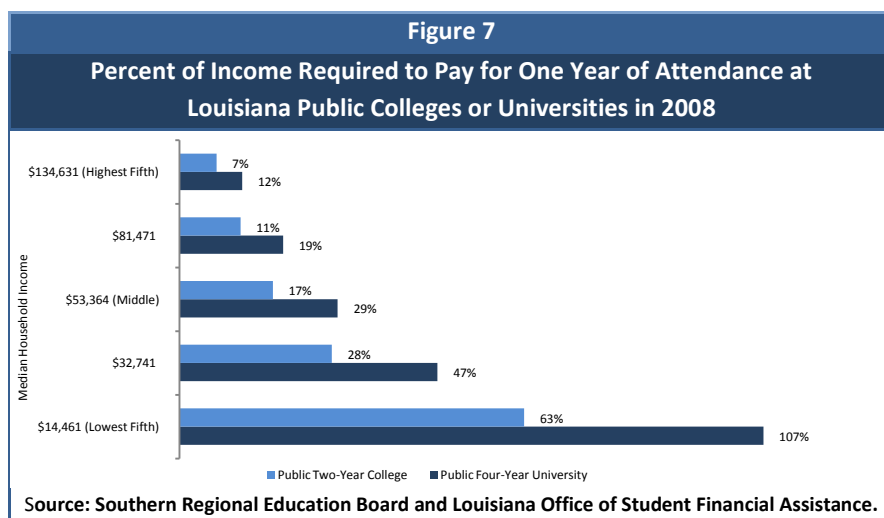 Figure 7
Percent of Income Required to Pay for One Year of Attendance at
Louisiana Public Colleges or Universities in 2008
Median Household Income
$134,631 (Highest Fifth)
7%
12%
$81,471
11%
19%
$53,364 (Middle)
17%
29%
$32,741
28%
47%
$14,461 (Lowest Fifth)
63%
107%
Public Two-Year College
Public Four-Year University
Source: Southern Regional Education Board and Louisiana Office of Student Financial Assistance.